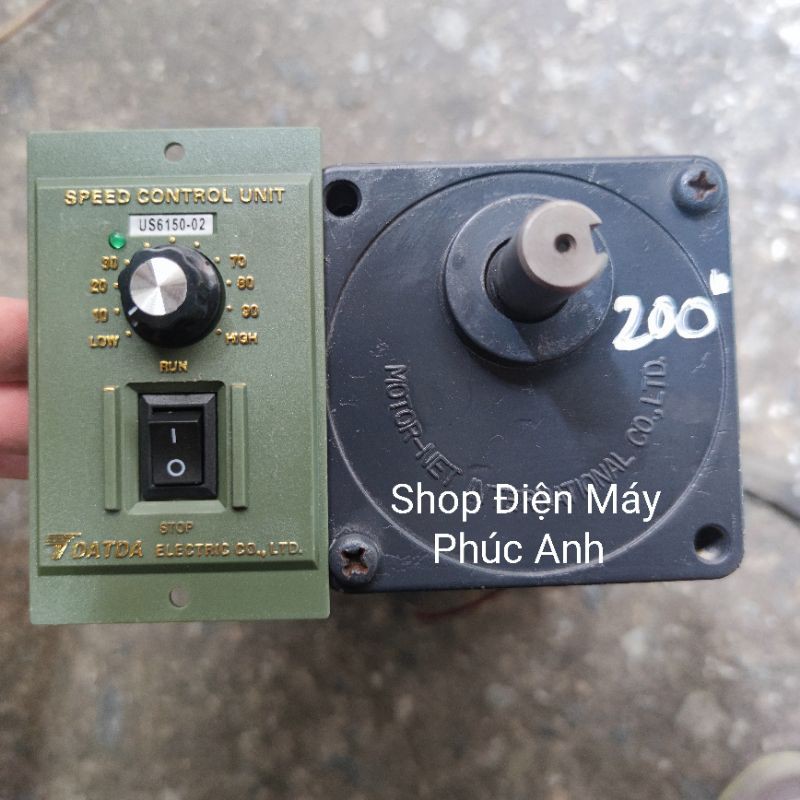 SPEED CONTROL UNIT
US6150-02
30 70
20 80
10 90
LOW HIGH
RUN
I
O
STOP
DATDA ELECTRIC CO., LTD.
200
MOTOR-NET CO., LTD.
Shop Điện Máy
Phúc Anh